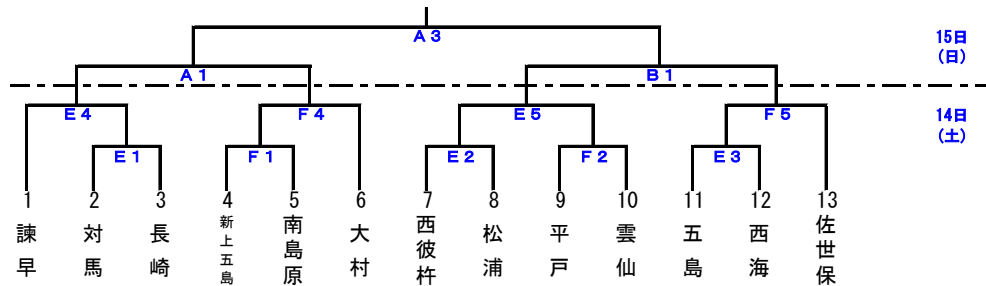 A3
15日
(日)
A1
B1
E4
F4
E5
F5
14日
(土)
E1
F1
E2
F2
E3
1 2 3 4 5 6 7 8 9 10 11 12 13
諫早
対馬
長崎
新上五島
南島原
大村
西彼杵
松浦
平戸
雲仙
五島
西海
佐世保